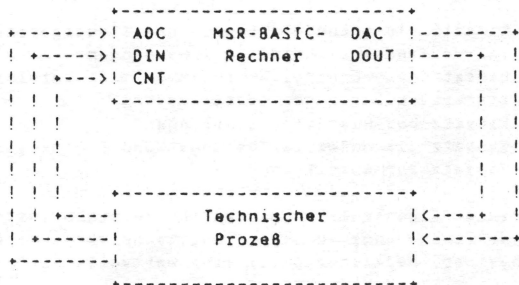 ADC MSR-BASIC- DAC
DIN Rechner DOUT
CNT
Technischer
Prozeß